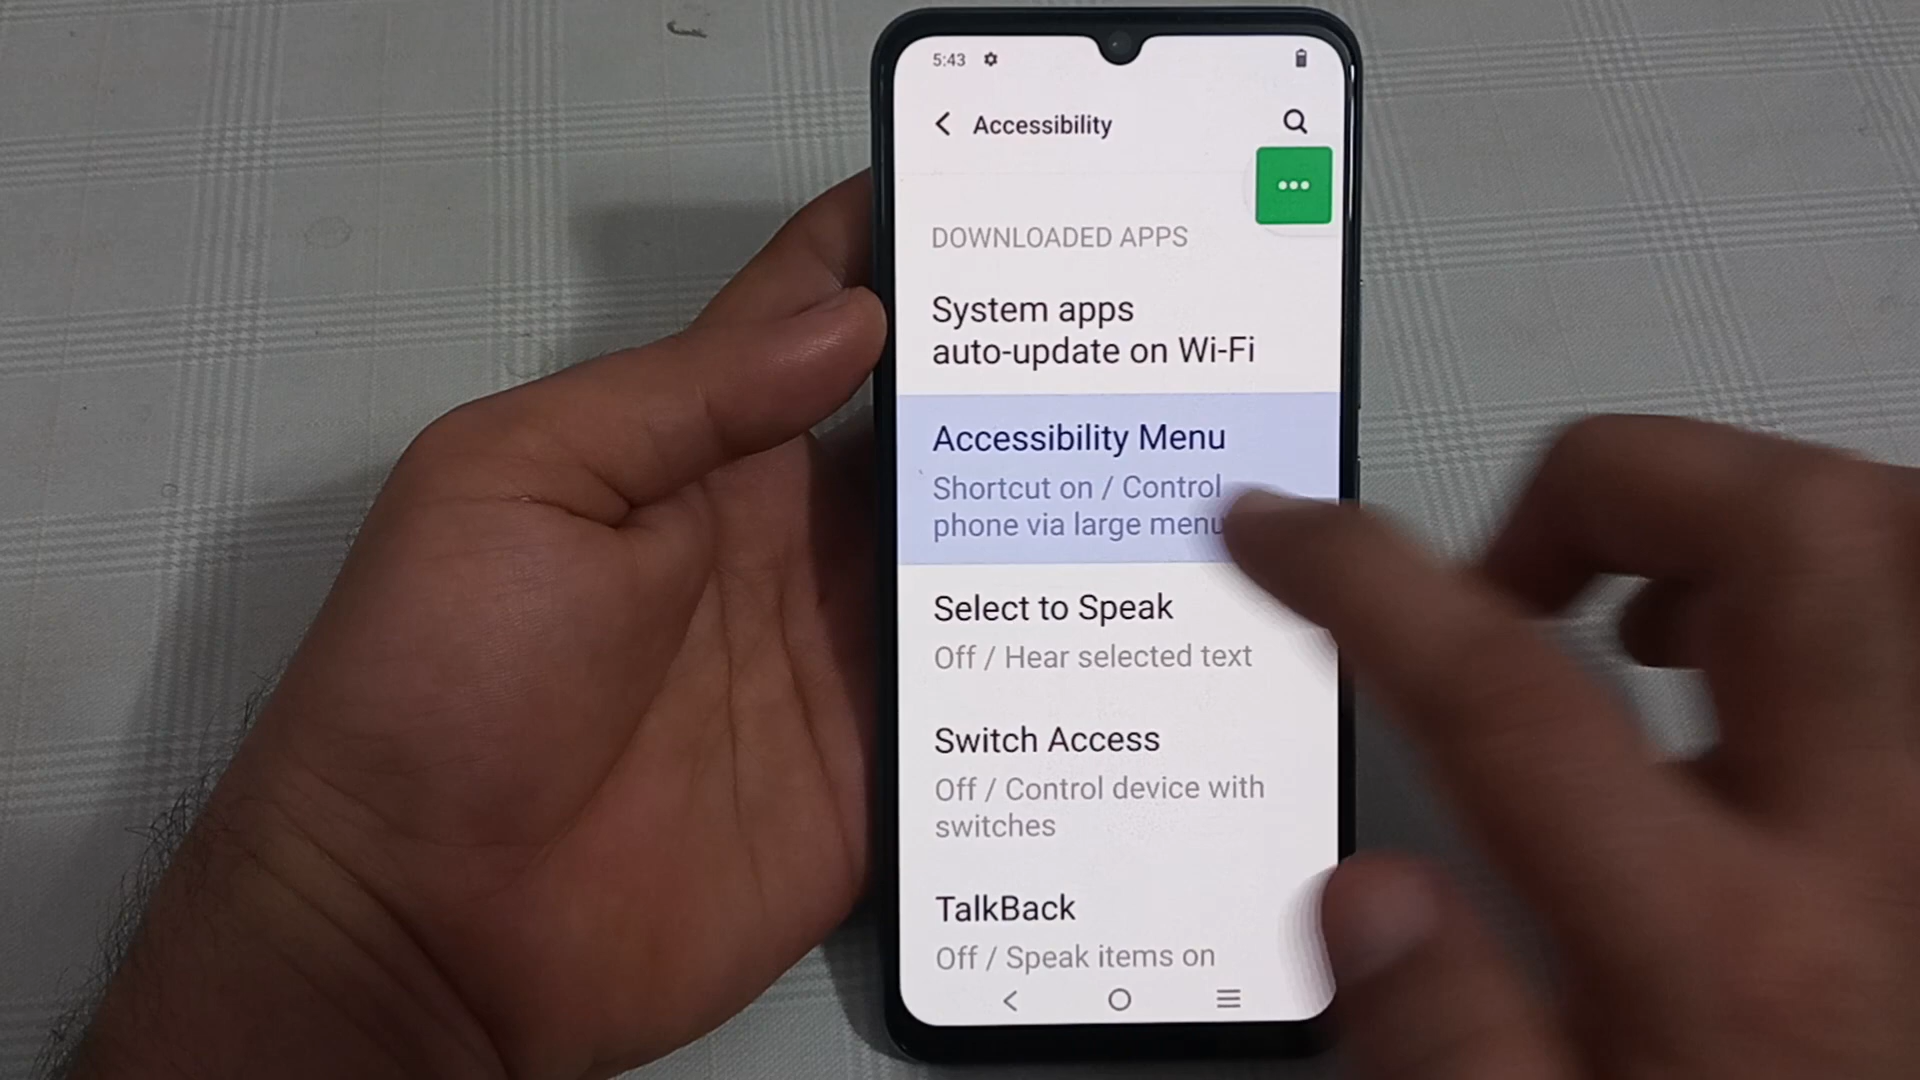 5:43
Accessibility
DOWNLOADED APPS
System apps
auto-update on Wi-Fi
Accessibility Menu
Shortcut on / Control
phone via large menu
Select to Speak
Off / Hear selected text
Switch Access
Off / Control device with
switches
TalkBack
Off / Speak items on